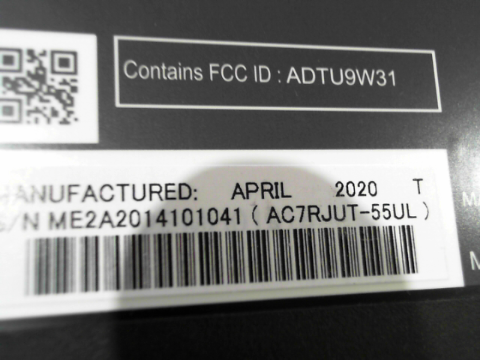 Contains FCC ID : ADTU9W31
MANUFACTURED: APRIL 2020 T
S/N ME2A2014101041 ( AC7RJUT-55UL )